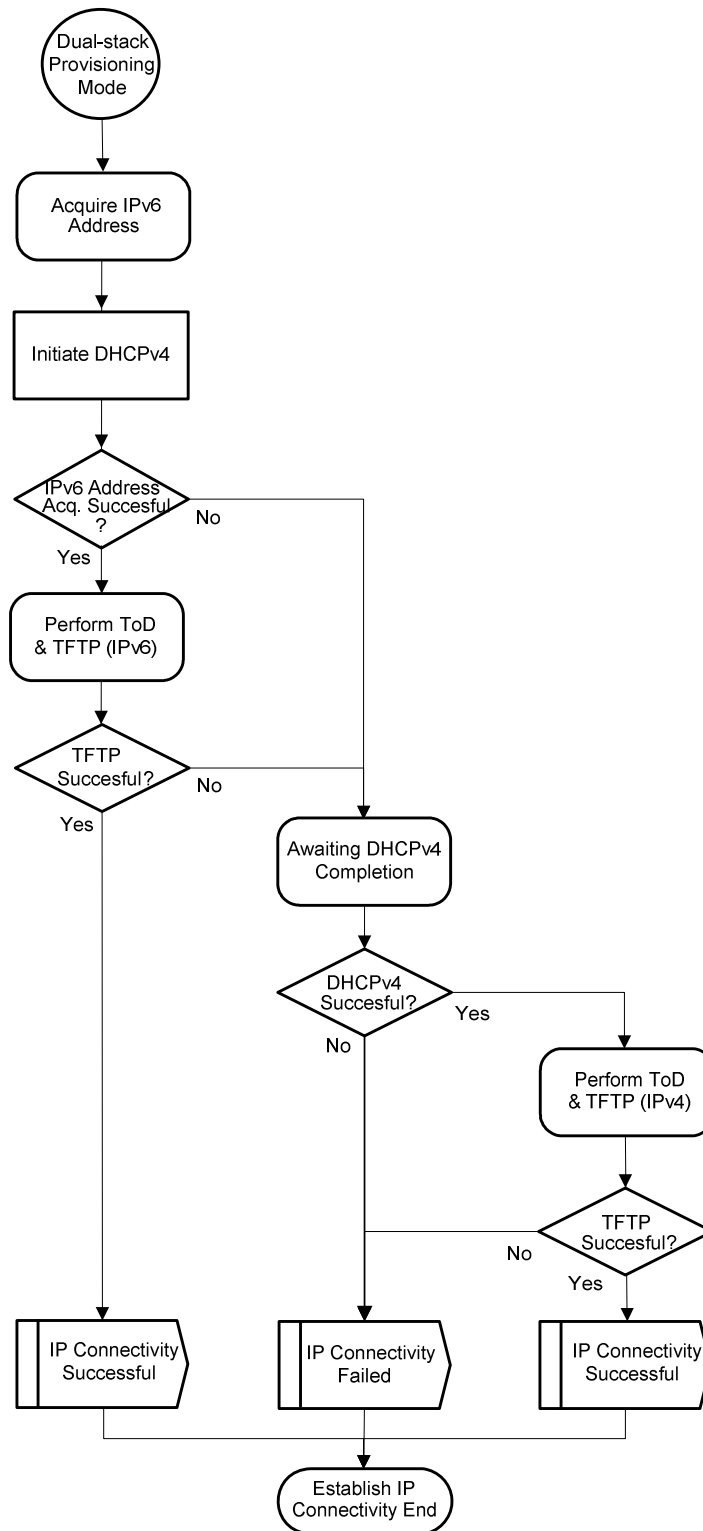 Dual-stack
Provisioning
Mode
Acquire IPv6
Address
Initiate DHCPv4
IPv6 Address
Acq. Succesful
?
No
Yes
Perform ToD
& TFTP (IPv6)
TFTP
Succesful?
No
Yes
Awaiting DHCPv4
Completion
DHCPv4
Succesful?
Yes
No
Perform ToD
& TFTP (IPv4)
TFTP
Succesful?
No
Yes
IP Connectivity
Successful
IP Connectivity
Failed
IP Connectivity
Successful
Establish IP
Connectivity End